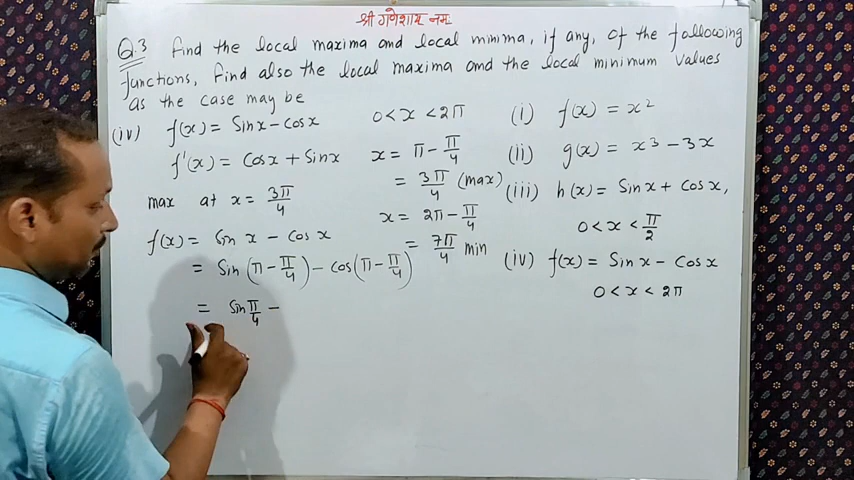 श्री गणेशाय नमः
Q.3 Find the local maxima and local minima, if any, of the following
functions, find also the local maxima and the local minimum values
as the case may be
(iv) f(x) = Sinx - Cosx 0 < x < 2π
f'(x) = Cosx + Sinx
max at x = 3π/4
f(x) = Sin x - Cos x
= Sin(π - π/4) - Cos(π - π/4)
= Sin π/4 -
x = π - π/4
= 3π/4 (max)
x = 2π - π/4
= 7π/4 min
(i) f(x) = x²
(ii) g(x) = x³ - 3x
(iii) h(x) = Sinx + Cosx,
0 < x < π/2
(iv) f(x) = Sinx - Cosx
0 < x < 2π